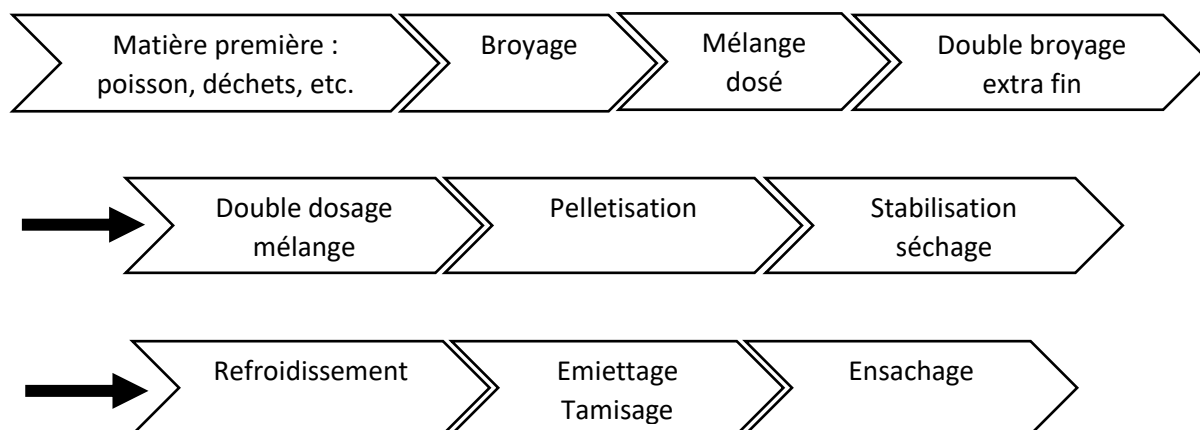 Matière première :
poisson, déchets, etc.
Broyage
Mélange
dosé
Double broyage
extra fin
Double dosage
mélange
Pelletisation
Stabilisation
séchage
Refroidissement
Emiettage
Tamisage
Ensachage